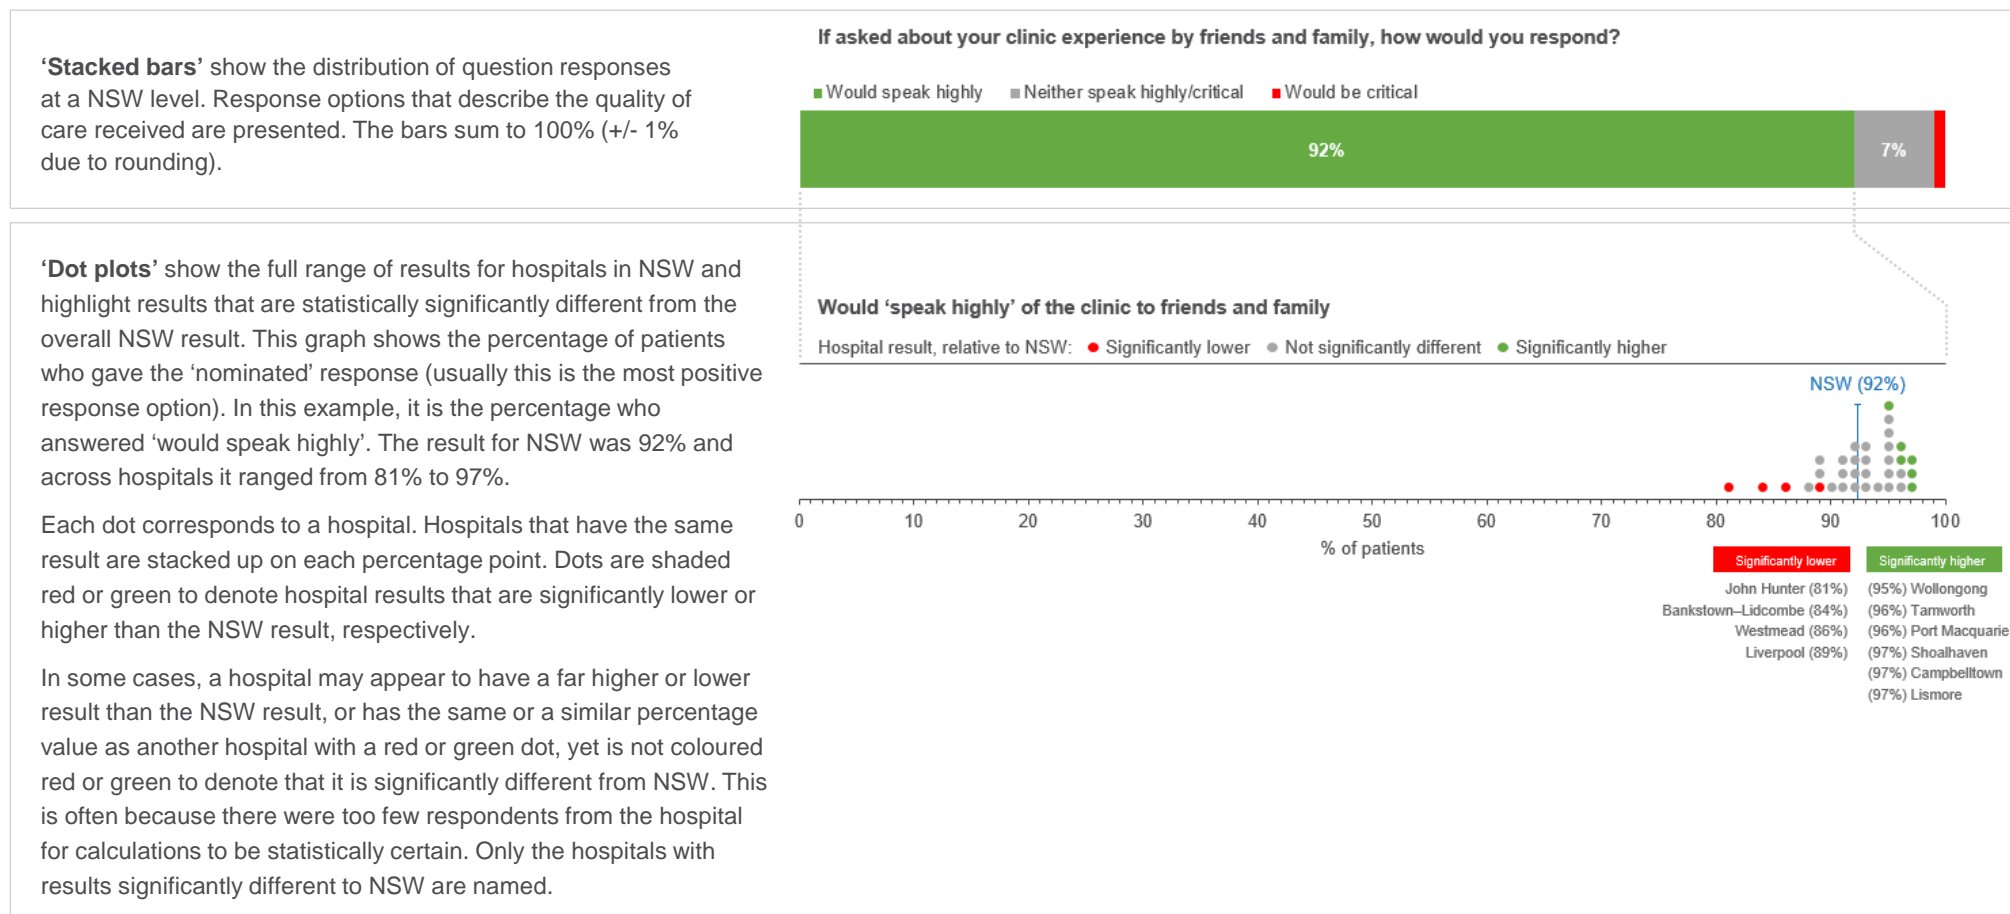 ‘Stacked bars’ show the distribution of question responses
at a NSW level. Response options that describe the quality of
care received are presented. The bars sum to 100% (+/- 1%
due to rounding).
If asked about your clinic experience by friends and family, how would you respond?
Would speak highly Neither speak highly/critical Would be critical
92% 7%
‘Dot plots’ show the full range of results for hospitals in NSW and
highlight results that are statistically significantly different from the
overall NSW result. This graph shows the percentage of patients
who gave the ‘nominated’ response (usually this is the most positive
response option). In this example, it is the percentage who
answered ‘would speak highly’. The result for NSW was 92% and
across hospitals it ranged from 81% to 97%.
Each dot corresponds to a hospital. Hospitals that have the same
result are stacked up on each percentage point. Dots are shaded
red or green to denote hospital results that are significantly lower or
higher than the NSW result, respectively.
In some cases, a hospital may appear to have a far higher or lower
result than the NSW result, or has the same or a similar percentage
value as another hospital with a red or green dot, yet is not coloured
red or green to denote that it is significantly different from NSW. This
is often because there were too few respondents from the hospital
for calculations to be statistically certain. Only the hospitals with
results significantly different to NSW are named.
Would ‘speak highly’ of the clinic to friends and family
Hospital result, relative to NSW: Significantly lower Not significantly different Significantly higher
NSW (92%)
0 10 20 30 40 50 60 70 80 90 100
% of patients
Significantly lower Significantly higher
John Hunter (81%) (95%) Wollongong
Bankstown–Lidcombe (84%) (96%) Tamworth
Westmead (86%) (96%) Port Macquarie
Liverpool (89%) (97%) Shoalhaven
(97%) Campbelltown
(97%) Lismore